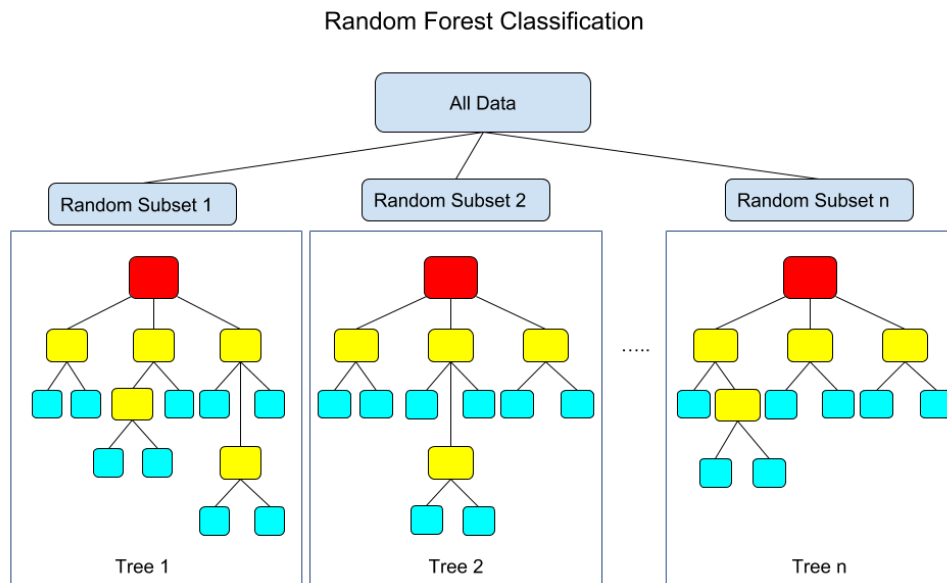 Random Forest Classification
All Data
Random Subset 1
Random Subset 2
Random Subset n
.....
Tree 1
Tree 2
Tree n